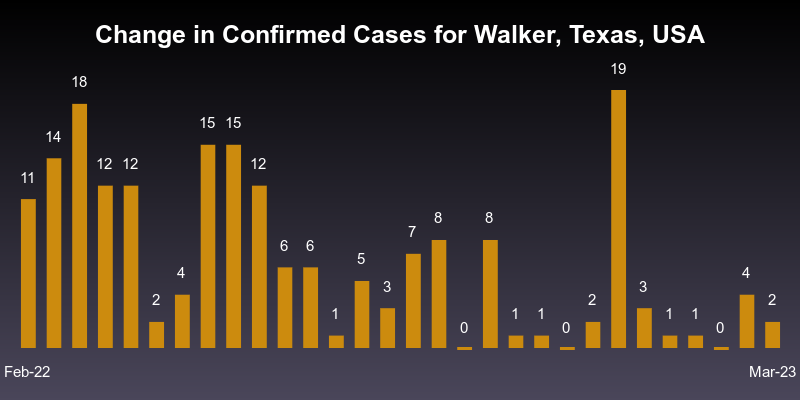 Change in Confirmed Cases for Walker, Texas, USA
11 14 18 12 12 2 4 15 15 12 6 6 1 5 3 7 8 0 8 1 1 0 2 19 3 1 1 0 4 2
Feb-22 Mar-23